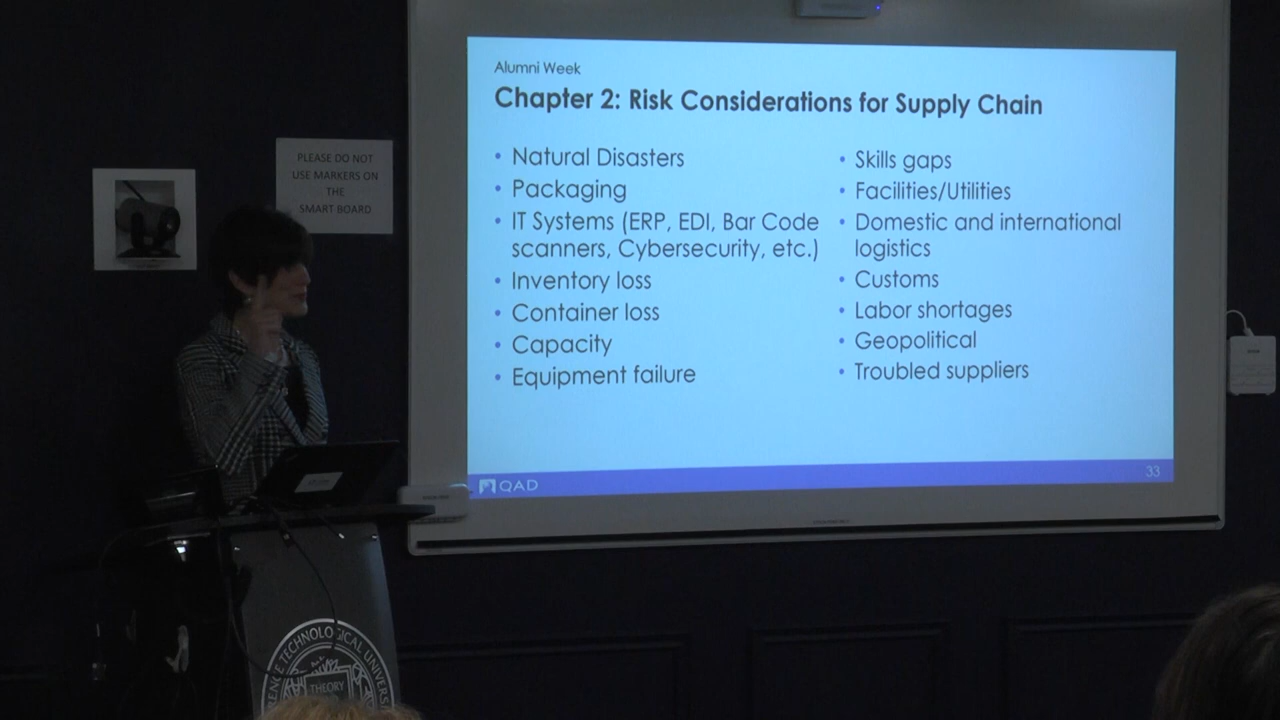 Alumni Week
Chapter 2: Risk Considerations for Supply Chain
• Natural Disasters
• Packaging
• IT Systems (ERP, EDI, Bar Code
scanners, Cybersecurity, etc.)
• Inventory loss
• Container loss
• Capacity
• Equipment failure
• Skills gaps
• Facilities/Utilities
• Domestic and international
logistics
• Customs
• Labor shortages
• Geopolitical
• Troubled suppliers
QAD
33
PLEASE DO NOT
USE MARKERS ON
THE
SMART BOARD
TECHNOLOGICAL
THEORY